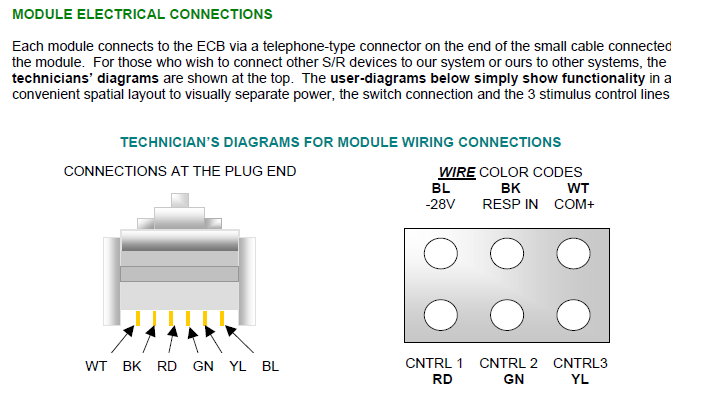 MODULE ELECTRICAL CONNECTIONS
Each module connects to the ECB via a telephone-type connector on the end of the small cable connected
the module.  For those who wish to connect other S/R devices to our system or ours to other systems, the
technicians' diagrams are shown at the top.  The user-diagrams below simply show functionality in a
convenient spatial layout to visually separate power, the switch connection and the 3 stimulus control lines
TECHNICIAN'S DIAGRAMS FOR MODULE WIRING CONNECTIONS
CONNECTIONS AT THE PLUG END
WT BK RD GN YL BL
WIRE COLOR CODES
BL BK WT
-28V RESP IN COM+
CNTRL 1 CNTRL 2 CNTRL3
RD GN YL